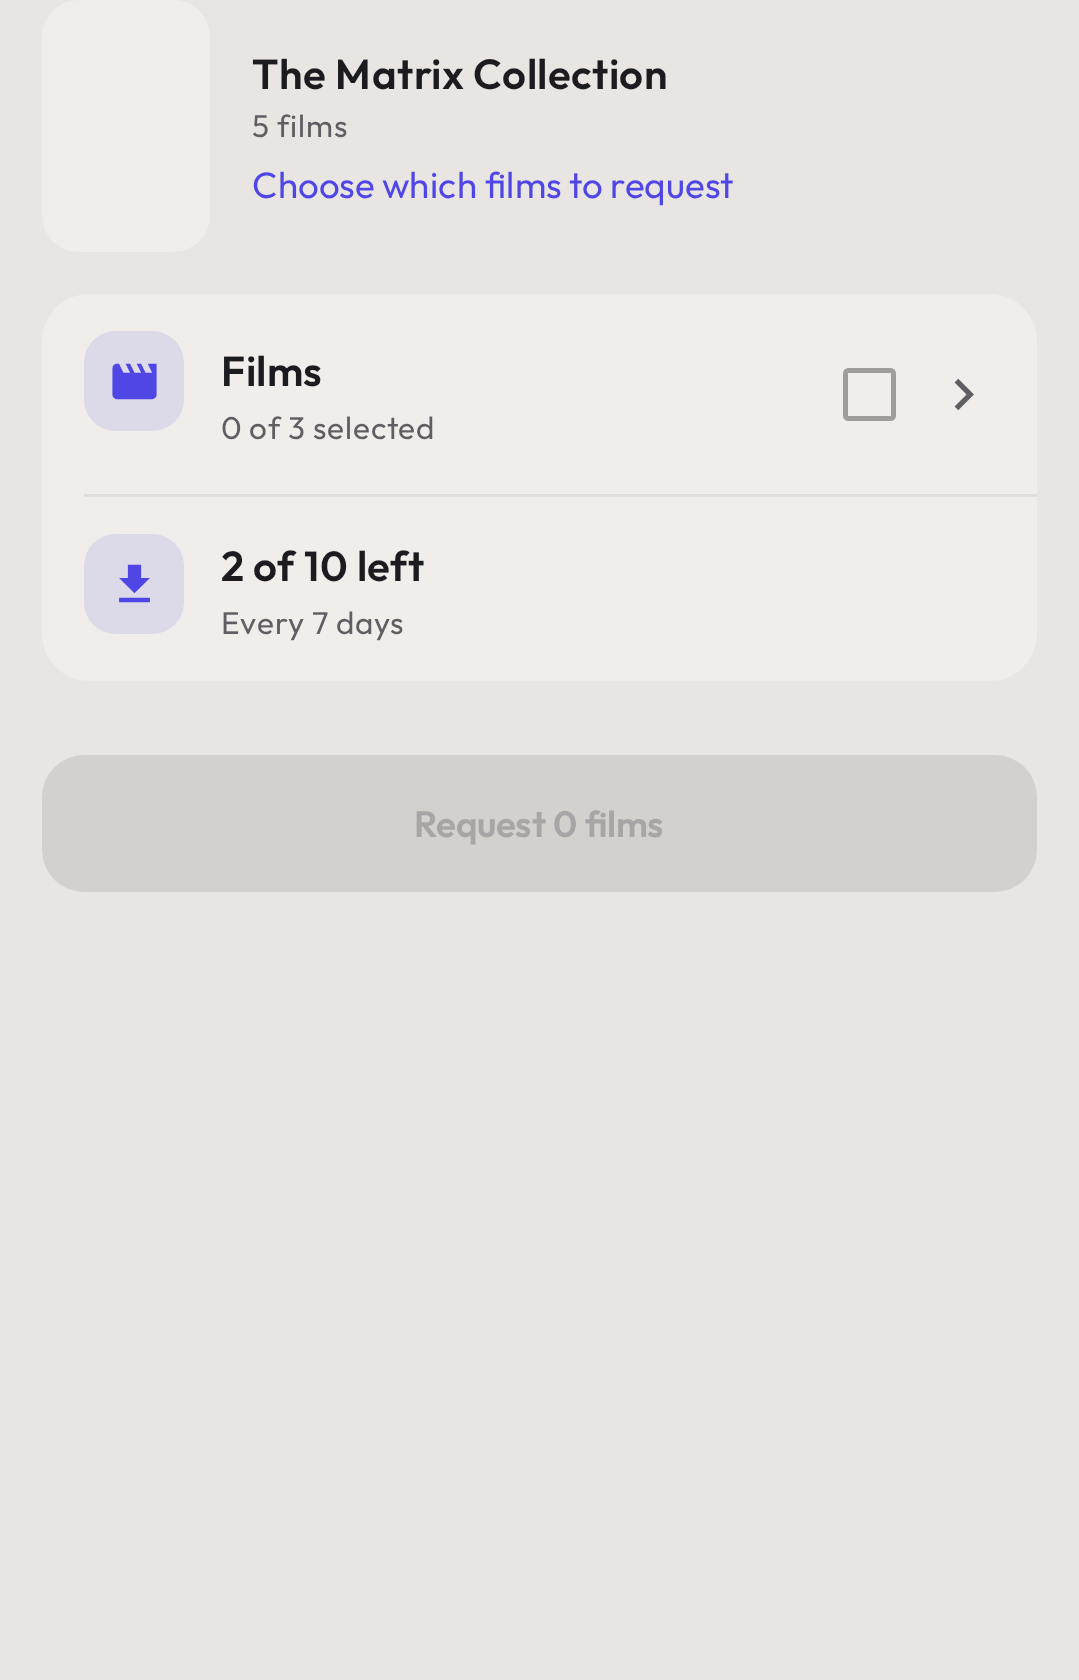 The Matrix Collection
5 films
Choose which films to request
Films
0 of 3 selected
2 of 10 left
Every 7 days
Request 0 films